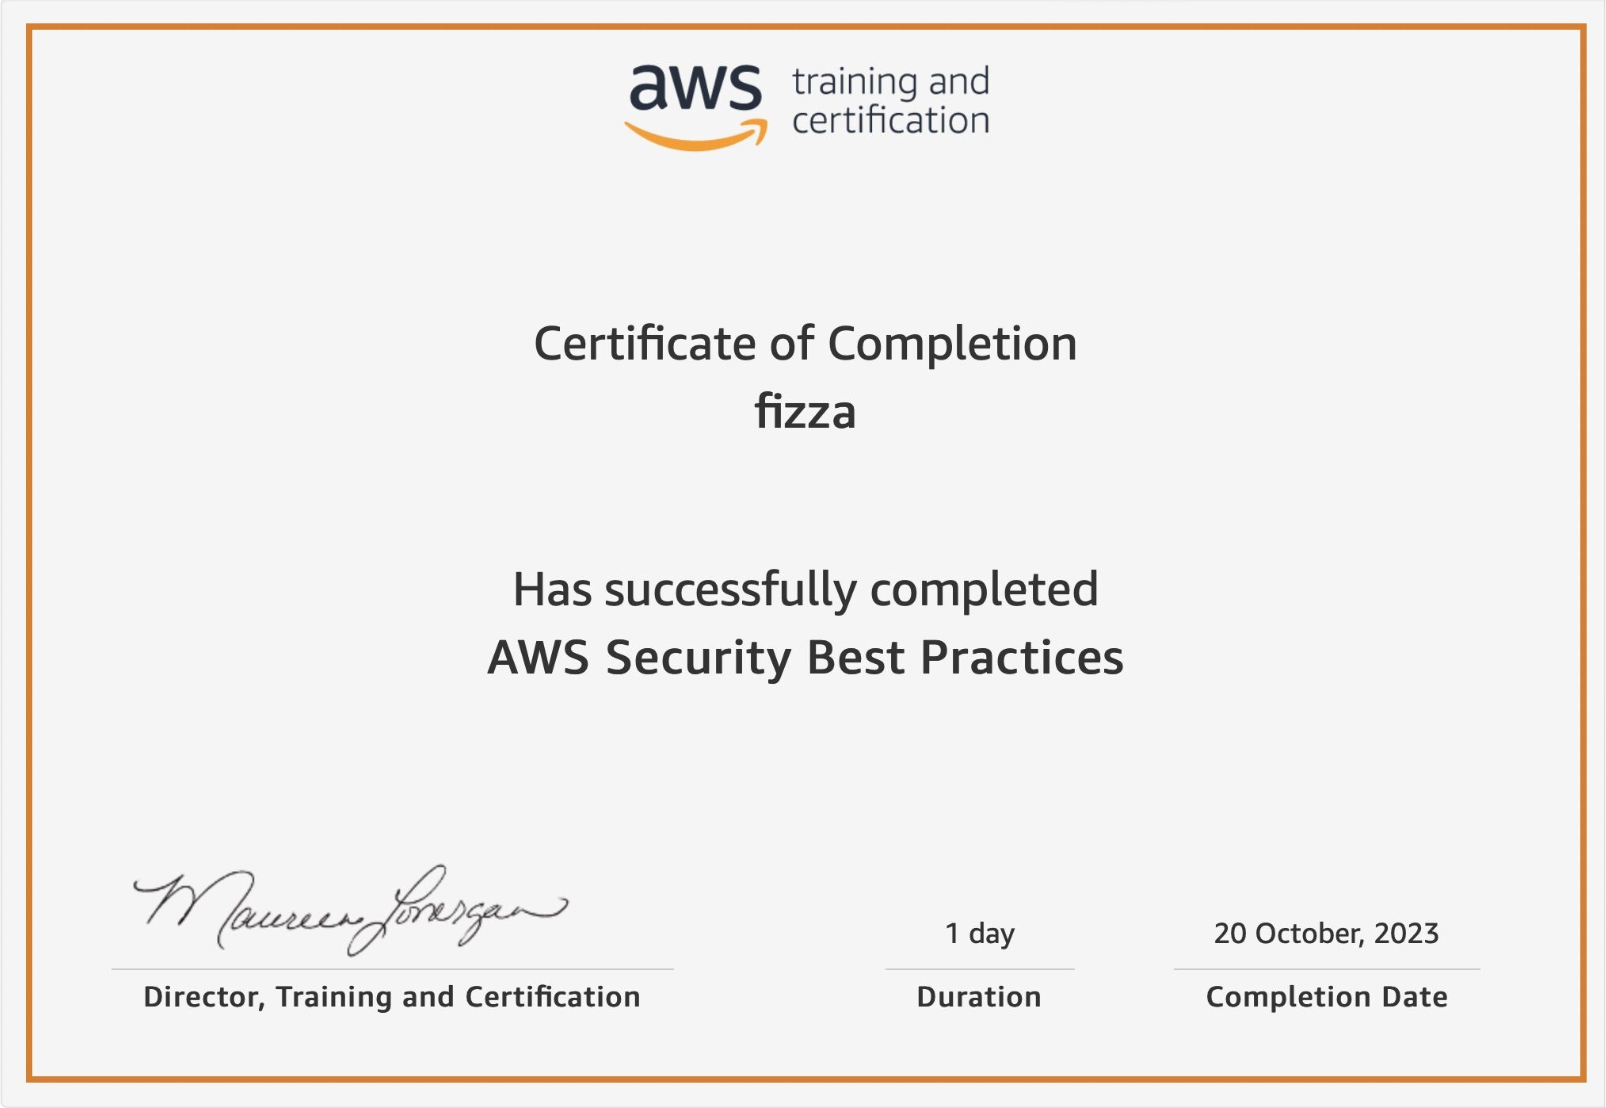 aws training and
certification
Certificate of Completion
fizza
Has successfully completed
AWS Security Best Practices
Maureen Lonergan
1 day
20 October, 2023
Director, Training and Certification
Duration
Completion Date